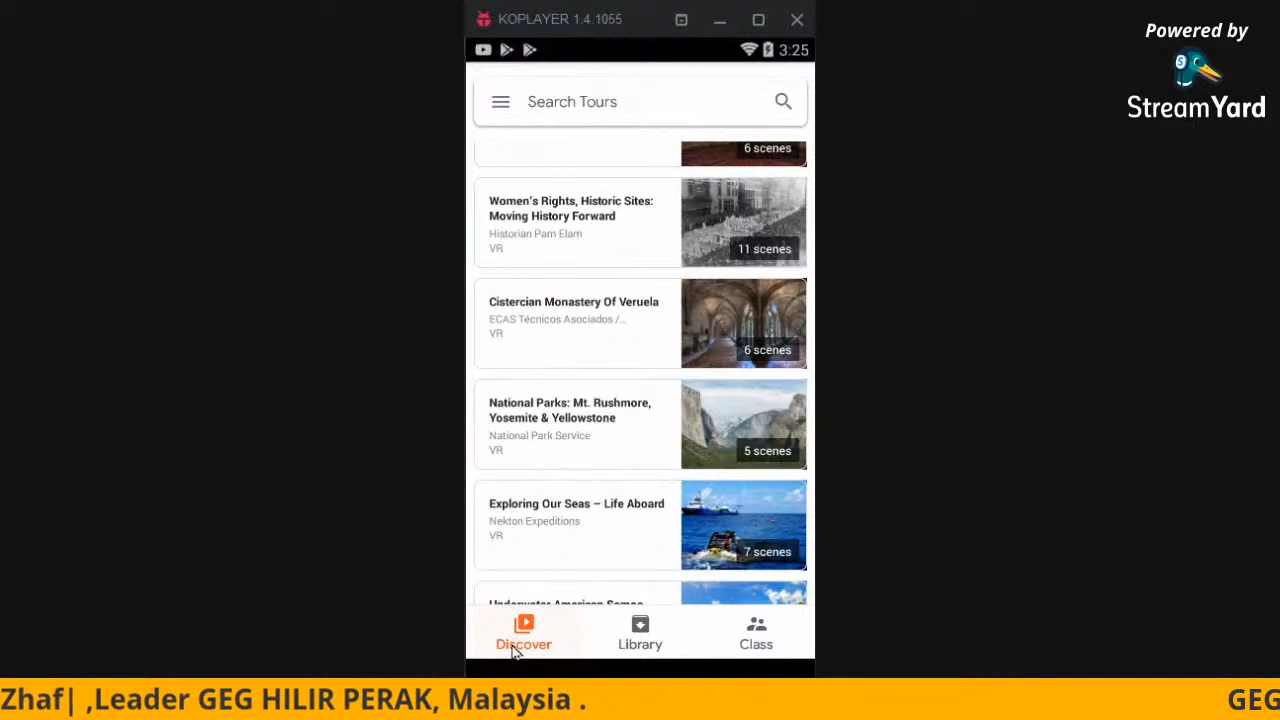 KOPLAYER 1.4.1055
Powered by
StreamYard
3:25
Search Tours
6 scenes
Women's Rights, Historic Sites:
Moving History Forward
Historian Pam Elam
VR
11 scenes
Cistercian Monastery Of Veruela
ECAS Técnicos Asociados /...
VR
6 scenes
National Parks: Mt. Rushmore,
Yosemite & Yellowstone
National Park Service
VR
5 scenes
Exploring Our Seas – Life Aboard
Nekton Expeditions
VR
7 scenes
Underwater American Samoa
Discover
Library
Class
Zhaf| ,Leader GEG HILIR PERAK, Malaysia .
GEG